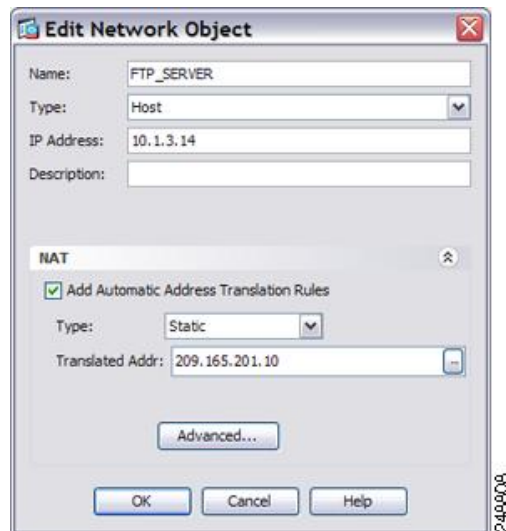 Edit Network Object
Name: FTP_SERVER
Type: Host
IP Address: 10.1.3.14
Description:
NAT
Add Automatic Address Translation Rules
Type: Static
Translated Addr: 209.165.201.10
...
Advanced...
OK Cancel Help
248808